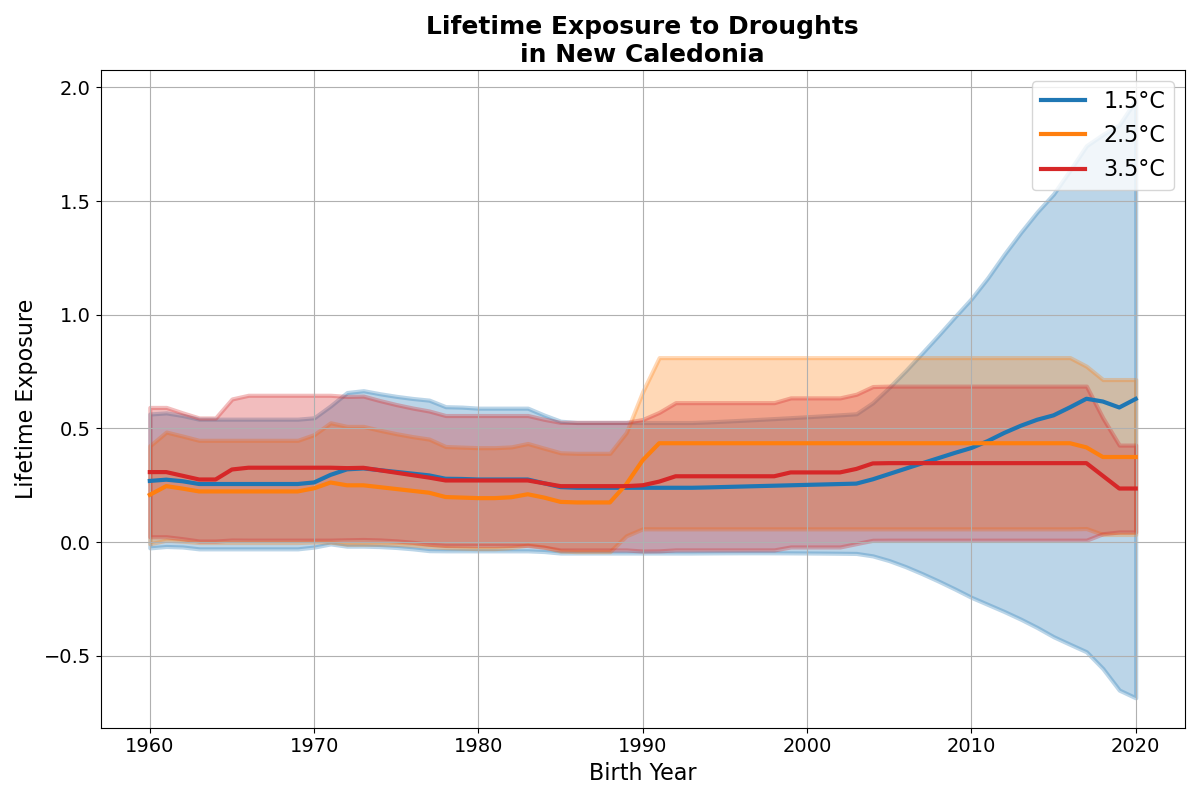 Lifetime Exposure to Droughts
in New Caledonia
2.0
1.5
1.0
0.5
0.0
−0.5
Lifetime Exposure
1.5°C
2.5°C
3.5°C
1960
1970
1980
1990
2000
2010
2020
Birth Year